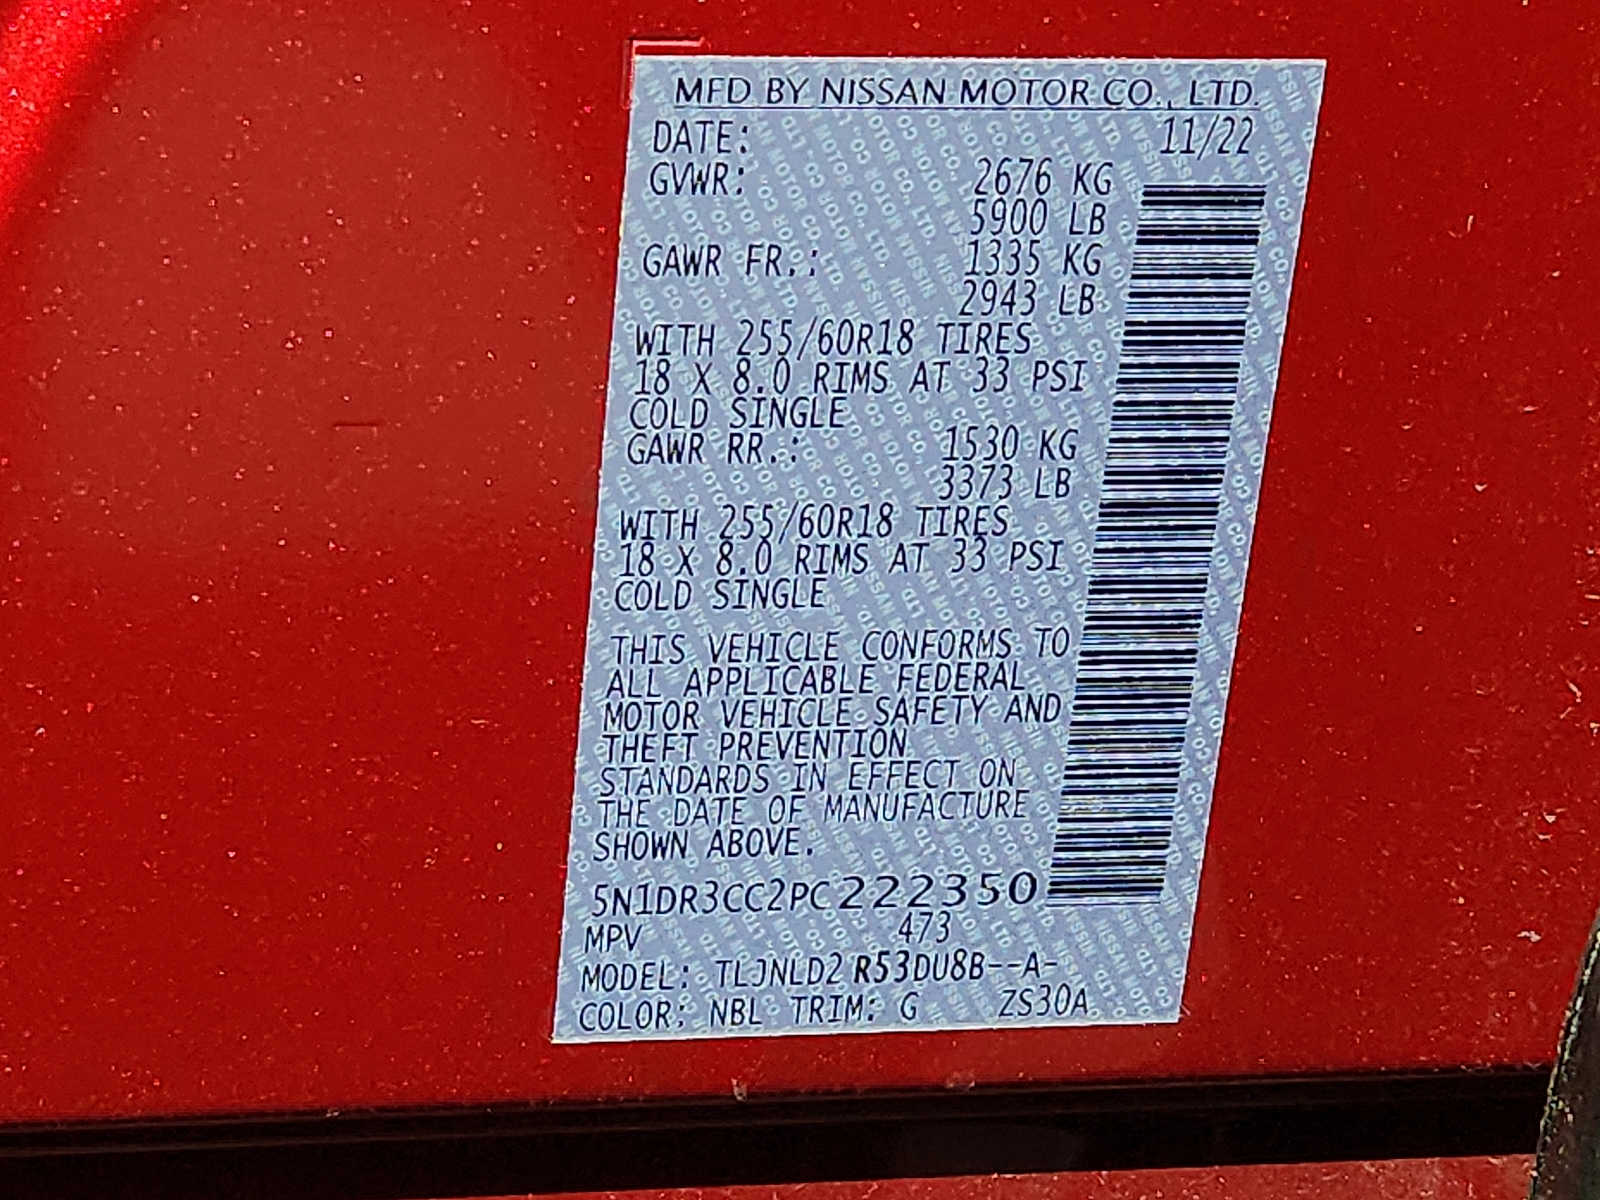 MFD BY NISSAN MOTOR CO., LTD.
DATE: 11/22
GVWR: 2676 KG
5900 LB
GAWR FR.: 1335 KG
2943 LB
WITH 255/60R18 TIRES
18 X 8.0 RIMS AT 33 PSI
COLD SINGLE
GAWR RR.: 1530 KG
3373 LB
WITH 255/60R18 TIRES
18 X 8.0 RIMS AT 33 PSI
COLD SINGLE
THIS VEHICLE CONFORMS TO
ALL APPLICABLE FEDERAL
MOTOR VEHICLE SAFETY AND
THEFT PREVENTION
STANDARDS IN EFFECT ON
THE DATE OF MANUFACTURE
SHOWN ABOVE.
5N1DR3CC2PC222350
MPV 473
MODEL: TLJNLD2 R53DU8B--A-
COLOR: NBL TRIM: G ZS30A